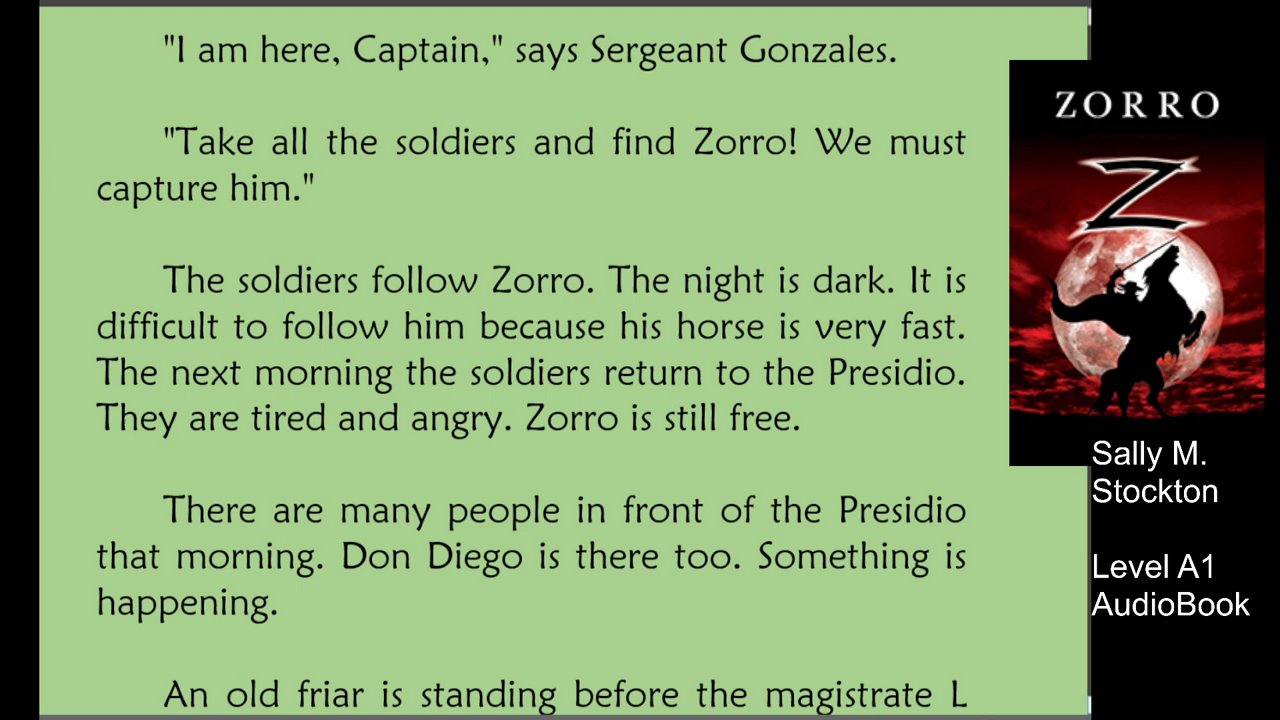 "I am here, Captain," says Sergeant Gonzales.
"Take all the soldiers and find Zorro! We must
capture him."
The soldiers follow Zorro. The night is dark. It is
difficult to follow him because his horse is very fast.
The next morning the soldiers return to the Presidio.
They are tired and angry. Zorro is still free.
There are many people in front of the Presidio
that morning. Don Diego is there too. Something is
happening.
An old friar is standing before the magistrate L
ZORRO
Z
Sally M.
Stockton
Level A1
AudioBook